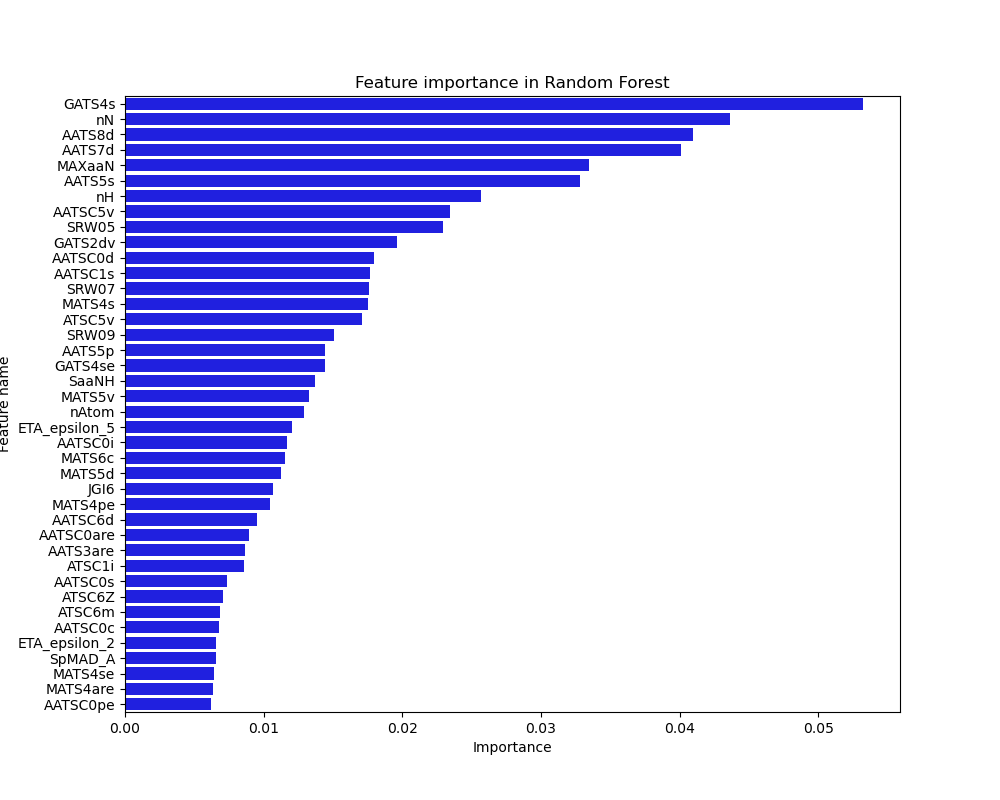 Feature importance in Random Forest
GATS4s
nN
AATS8d
AATS7d
MAXaaN
AATS5s
nH
AATSC5v
SRW05
GATS2dv
AATSC0d
AATSC1s
SRW07
MATS4s
ATSC5v
SRW09
AATS5p
GATS4se
SaaNH
MATS5v
nAtom
ETA_epsilon_5
AATSC0i
MATS6c
MATS5d
JGI6
MATS4pe
AATSC6d
AATSC0are
AATS3are
ATSC1i
AATSC0s
ATSC6Z
ATSC6m
AATSC0c
ETA_epsilon_2
SpMAD_A
MATS4se
MATS4are
AATSC0pe
Feature name
0.00 0.01 0.02 0.03 0.04 0.05
Importance